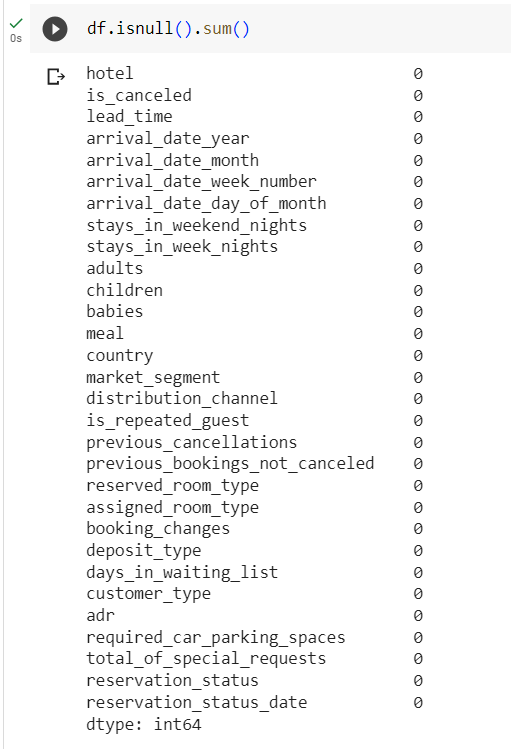 df.isnull().sum()
0s
hotel 0
is_canceled 0
lead_time 0
arrival_date_year 0
arrival_date_month 0
arrival_date_week_number 0
arrival_date_day_of_month 0
stays_in_weekend_nights 0
stays_in_week_nights 0
adults 0
children 0
babies 0
meal 0
country 0
market_segment 0
distribution_channel 0
is_repeated_guest 0
previous_cancellations 0
previous_bookings_not_canceled 0
reserved_room_type 0
assigned_room_type 0
booking_changes 0
deposit_type 0
days_in_waiting_list 0
customer_type 0
adr 0
required_car_parking_spaces 0
total_of_special_requests 0
reservation_status 0
reservation_status_date 0
dtype: int64